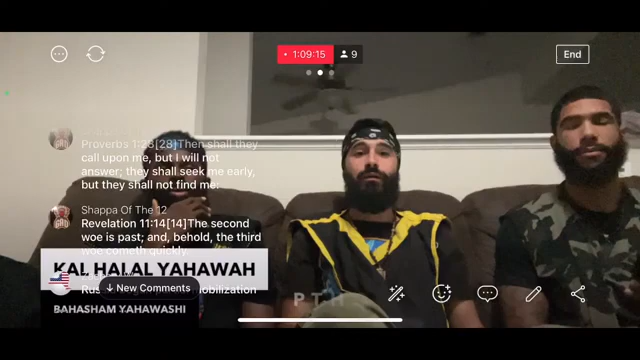 1:09:15
9
End
Proverbs 1:28[28]Then shall they
call upon me, but I will not
answer; they shall seek me early,
but they shall not find me:
Shappa Of The 12
Revelation 11:14[14]The second
woe is past; and, behold, the third
woe cometh quickly.
KAL HALAL YAHAWAH
New Comments
BAHASHAM YAHAWASHI
PTH